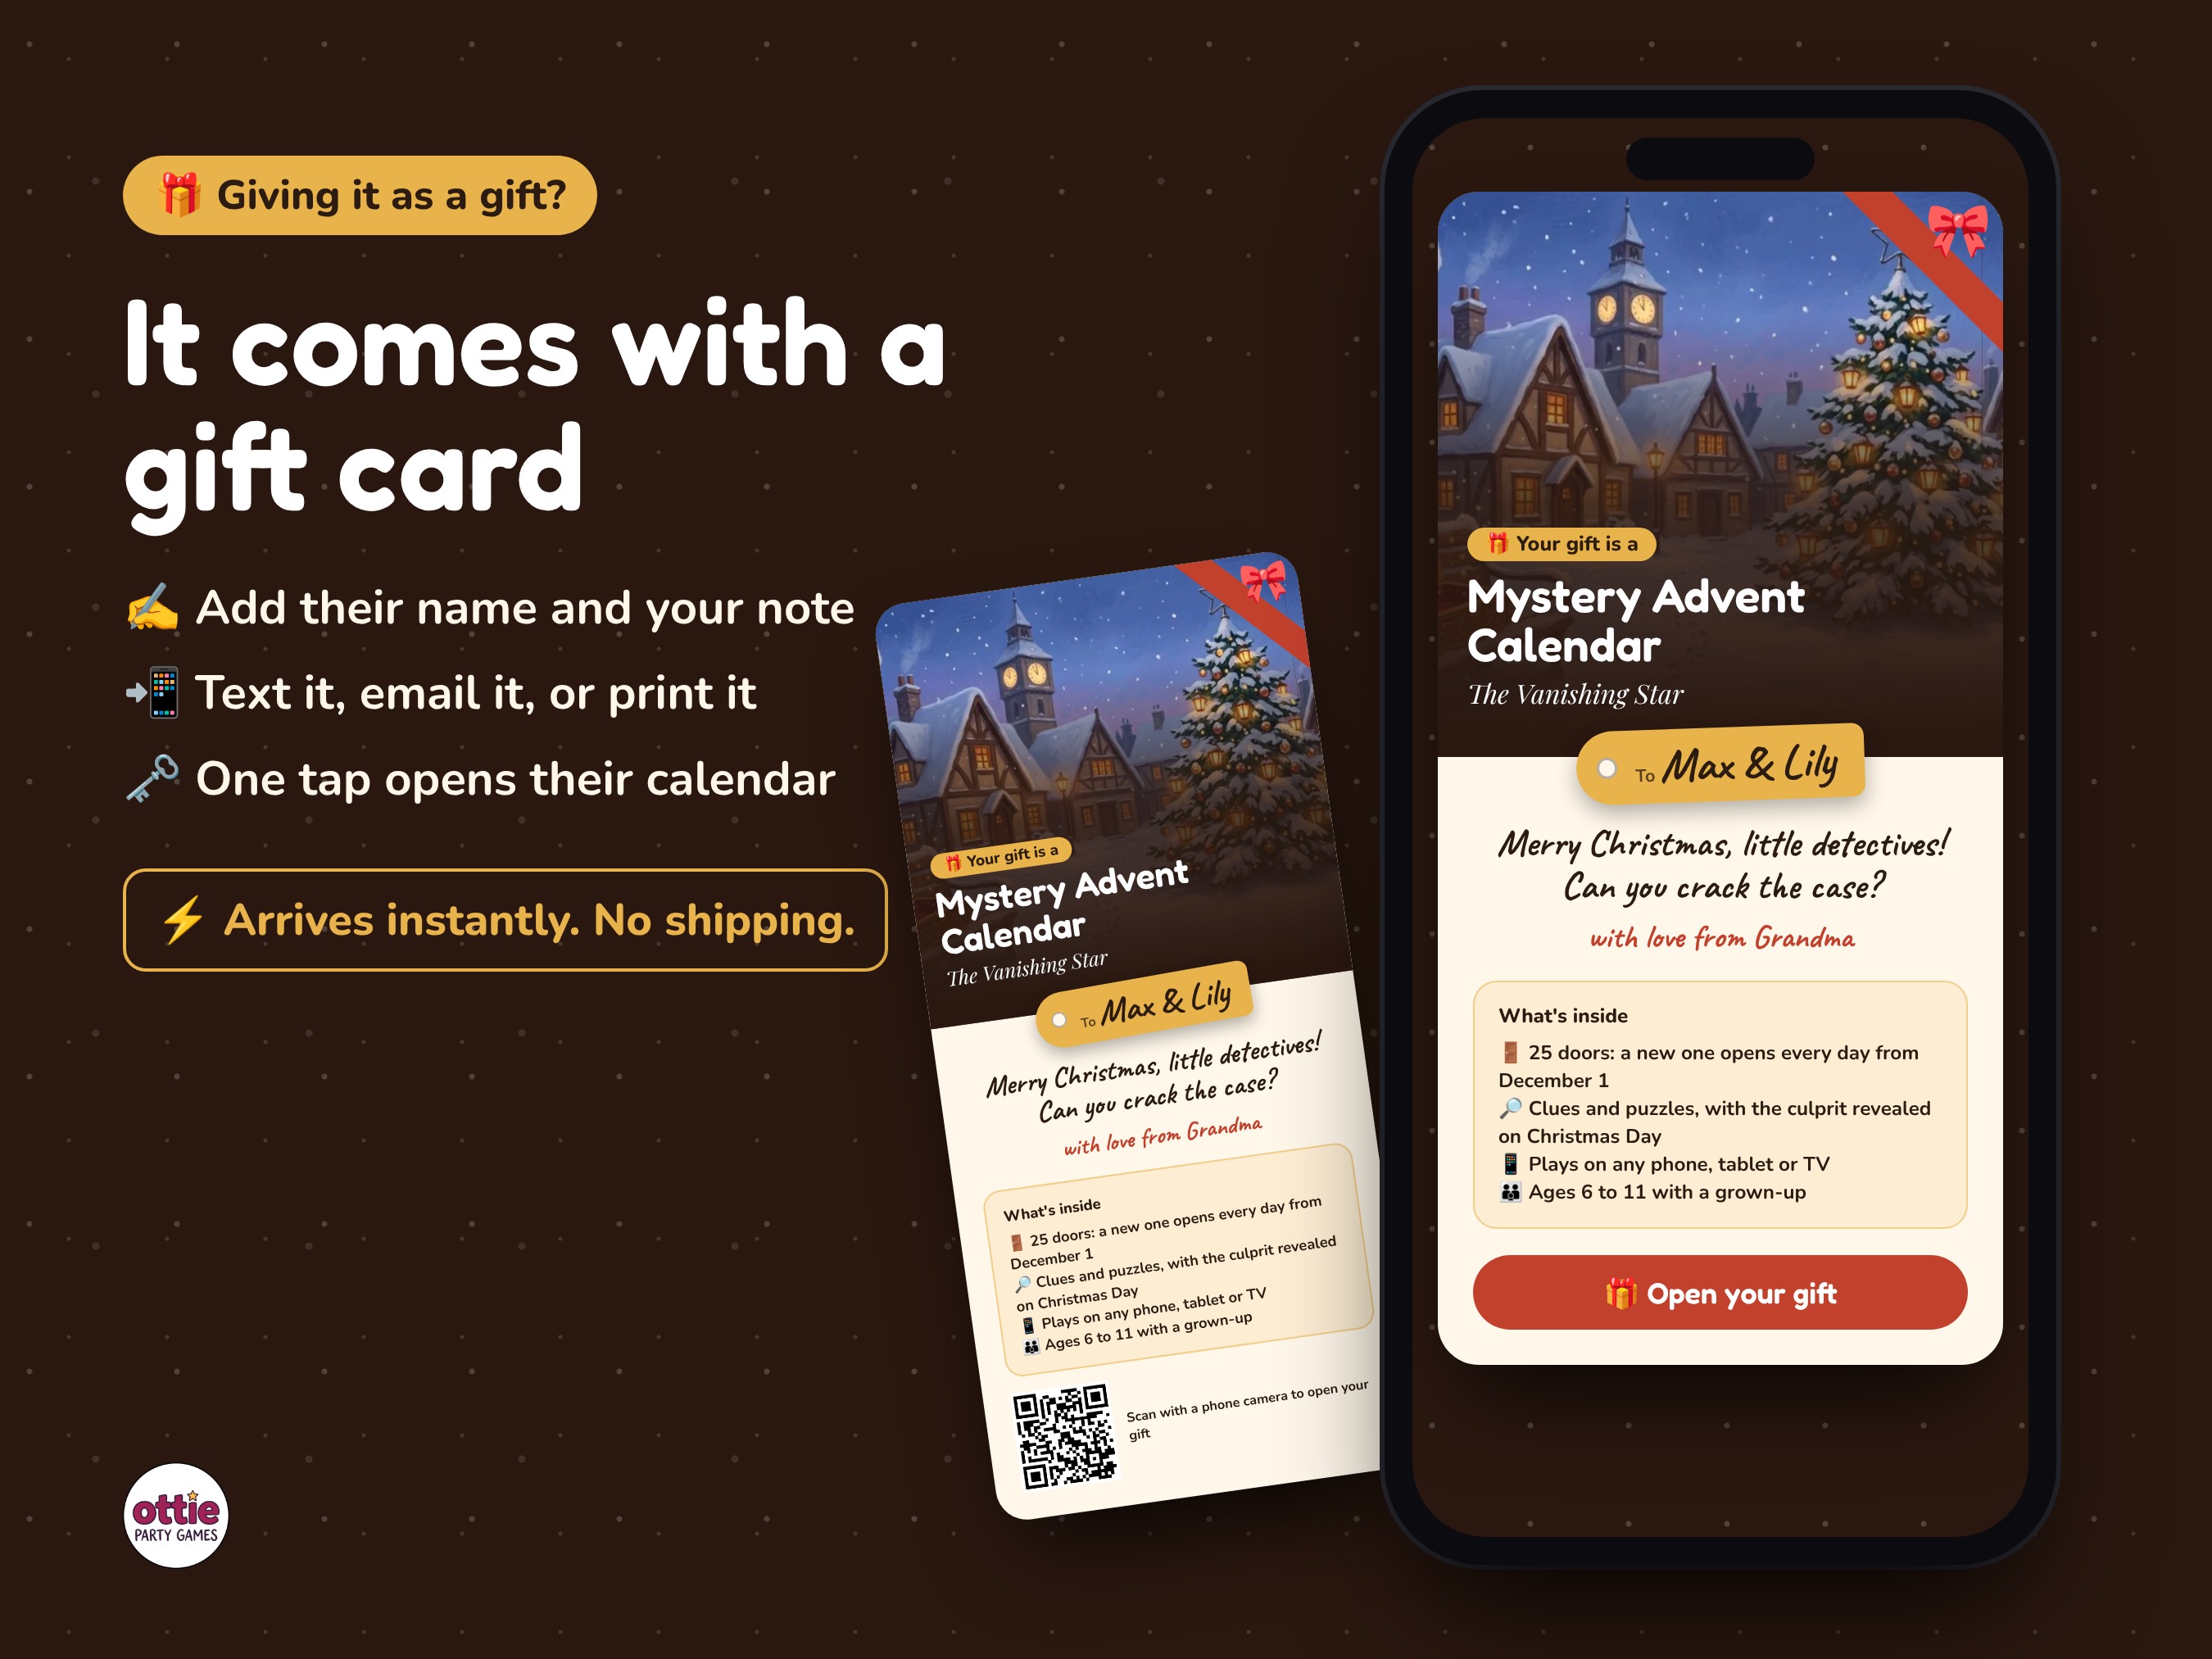 🎁 Giving it as a gift?
It comes with a
gift card
✍️ Add their name and your note
📲 Text it, email it, or print it
🗝️ One tap opens their calendar
⚡ Arrives instantly. No shipping.
ottie
PARTY GAMES
🎁 Your gift is a
Mystery Advent
Calendar
The Vanishing Star
To Max & Lily
Merry Christmas, little detectives!
Can you crack the case?
with love from Grandma
What's inside
🚪 25 doors: a new one opens every day from
December 1
🔎 Clues and puzzles, with the culprit revealed
on Christmas Day
📱 Plays on any phone, tablet or TV
👪 Ages 6 to 11 with a grown-up
Scan with a phone camera to open your
gift
🎁 Your gift is a
Mystery Advent
Calendar
The Vanishing Star
To Max & Lily
Merry Christmas, little detectives!
Can you crack the case?
with love from Grandma
What's inside
🚪 25 doors: a new one opens every day from
December 1
🔎 Clues and puzzles, with the culprit revealed
on Christmas Day
📱 Plays on any phone, tablet or TV
👪 Ages 6 to 11 with a grown-up
🎁 Open your gift